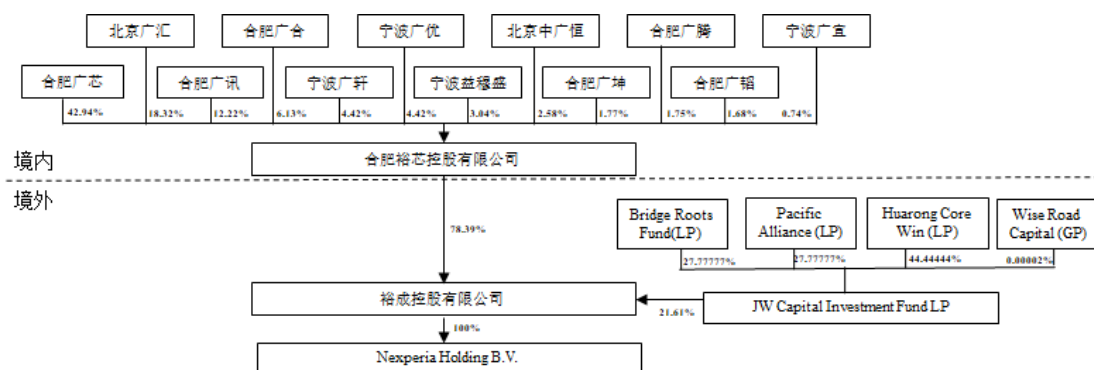 北京广汇
合肥广合
宁波广优
北京中广恒
合肥广腾
宁波广宜
合肥广芯
合肥广讯
宁波广轩
宁波益穆盛
合肥广坤
合肥广韬
42.94%
18.32%
12.22%
6.13%
4.42%
4.42%
3.04%
2.58%
1.77%
1.75%
1.68%
0.74%
境内
合肥裕芯控股有限公司
境外
78.39%
Bridge Roots
Fund(LP)
Pacific
Alliance (LP)
Huarong Core
Win (LP)
Wise Road
Capital (GP)
27.77777%
27.77777%
44.44444%
0.00002%
裕成控股有限公司
21.61%
JW Capital Investment Fund LP
100%
Nexperia Holding B.V.